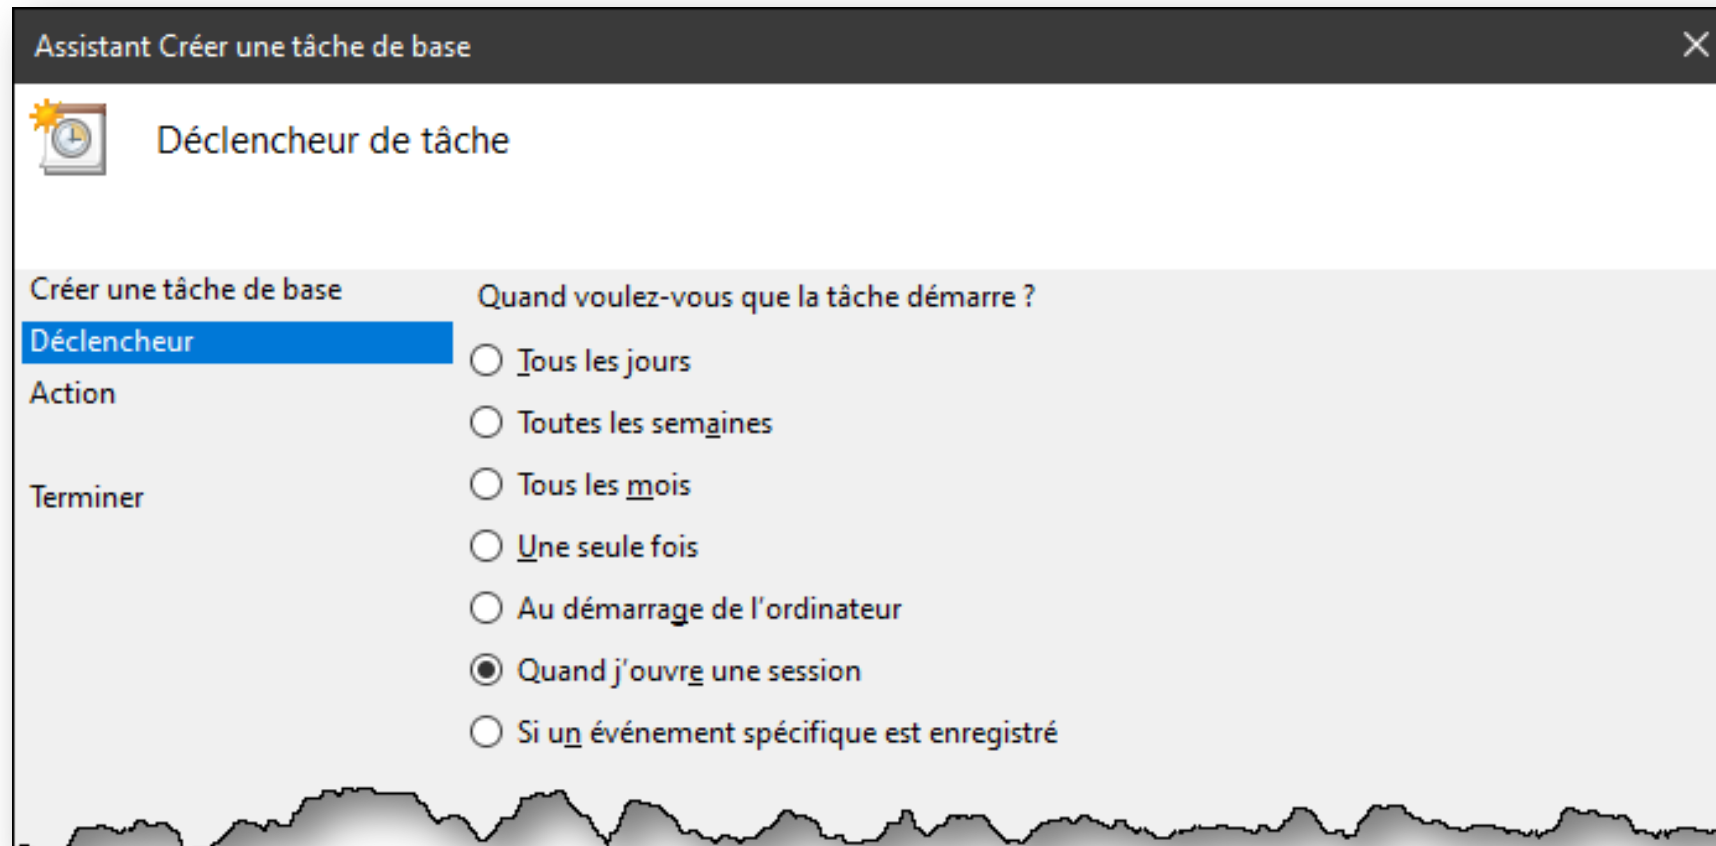 Assistant Créer une tâche de base
Déclencheur de tâche
Créer une tâche de base
Déclencheur
Action
Terminer
Quand voulez-vous que la tâche démarre ?
Tous les jours
Toutes les semaines
Tous les mois
Une seule fois
Au démarrage de l'ordinateur
Quand j'ouvre une session
Si un événement spécifique est enregistré